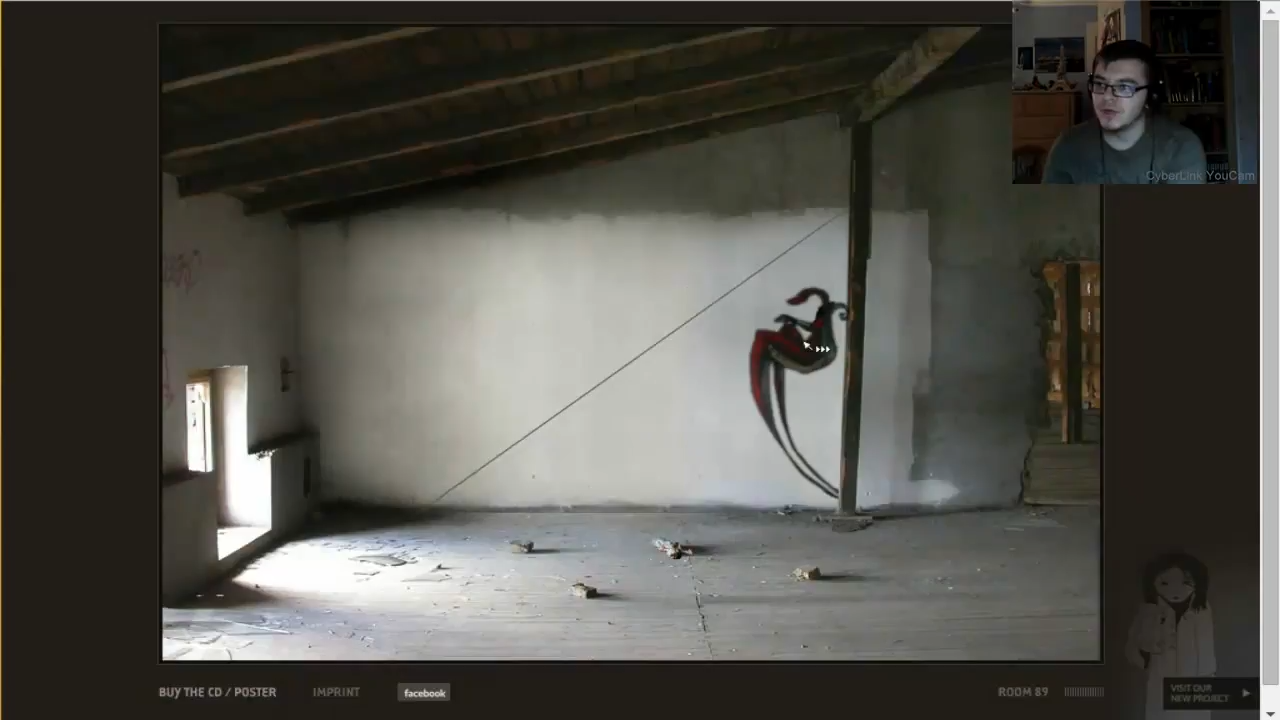 CyberLink YouCam
BUY THE CD / POSTER
IMPRINT
facebook
ROOM 89
VISIT OUR
NEW PROJECT